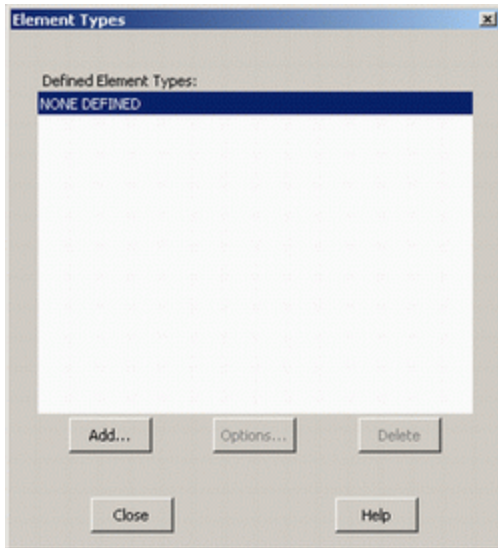 Element Types
Defined Element Types:
NONE DEFINED
Add... Options... Delete
Close Help